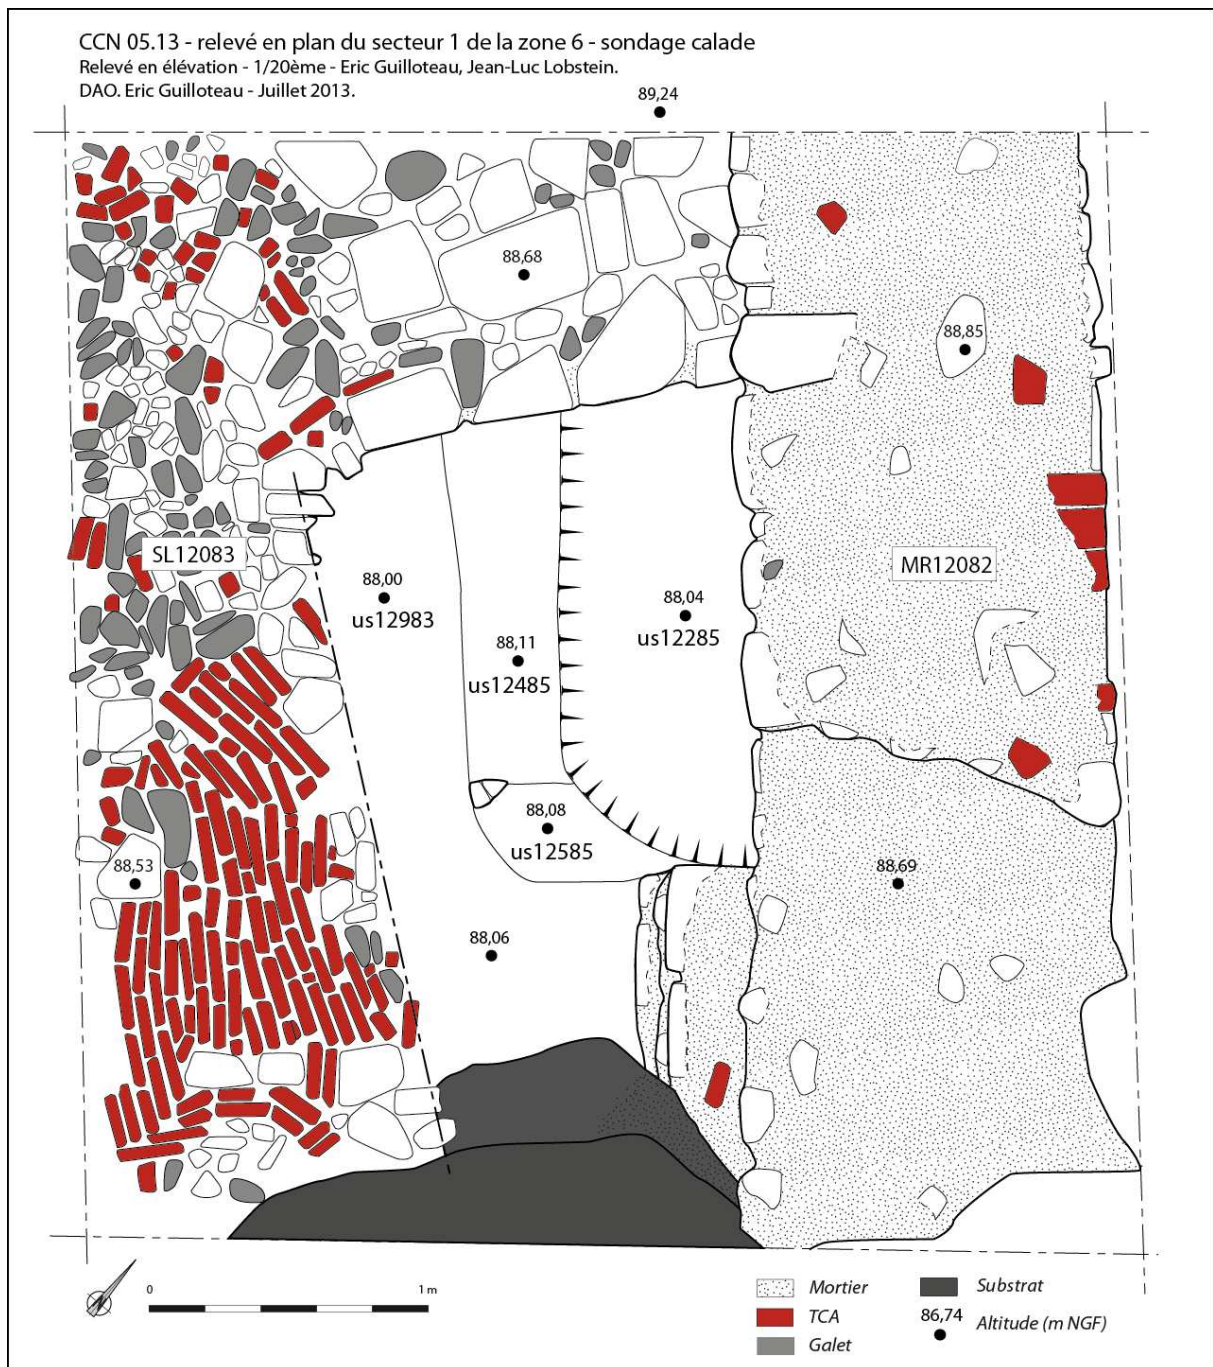 CCN 05.13 - relevé en plan du secteur 1 de la zone 6 - sondage calade
Relevé en élévation - 1/20ème - Eric Guilloteau, Jean-Luc Lobstein.
DAO. Eric Guilloteau - Juillet 2013.
89,24
88,68
88,85
SL12083
MR12082
88,00
us12983
88,04
us12285
88,11
us12485
88,08
us12585
88,53
88,69
88,06
0 1 m
Mortier
TCA
Galet
Substrat
86,74
Altitude (m NGF)